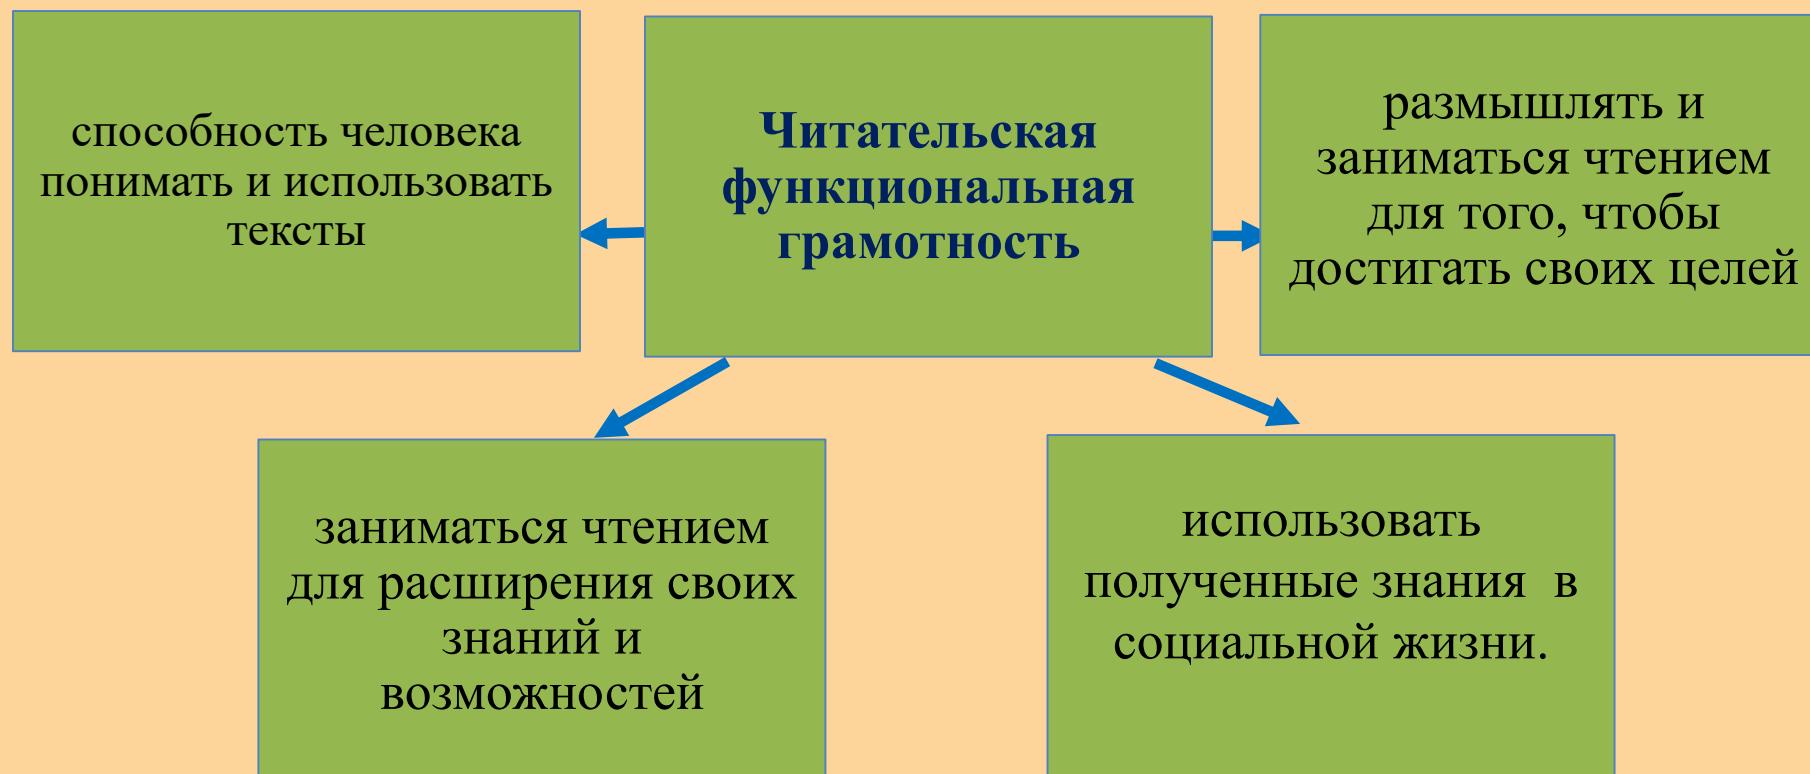 способность человека
понимать и использовать
тексты
Читательская
функциональная
грамотность
размышлять и
заниматься чтением
для того, чтобы
достигать своих целей
заниматься чтением
для расширения своих
знаний и
возможностей
использовать
полученные знания  в
социальной жизни.